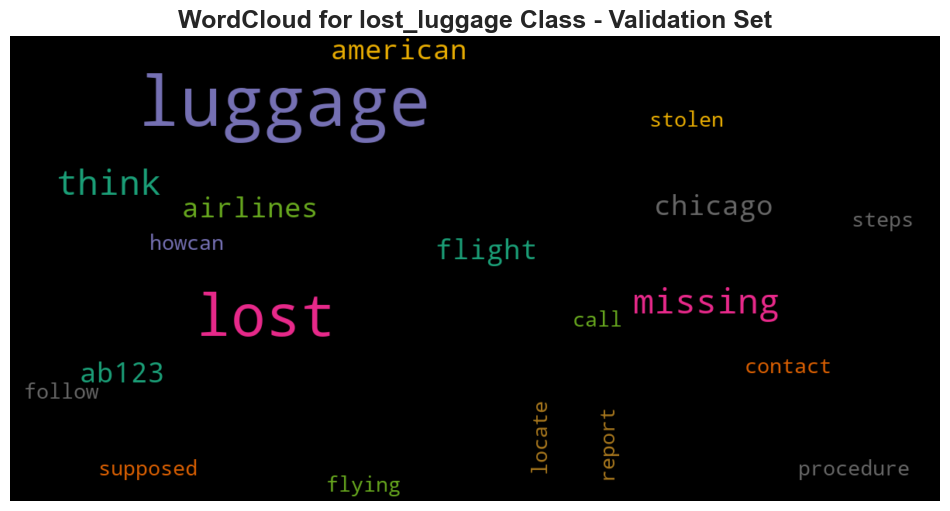 WordCloud for lost_luggage Class - Validation Set
american
luggage
stolen
think
airlines
chicago
steps
howcan
flight
missing
lost
call
contact
ab123
follow
locate
report
supposed
procedure
flying